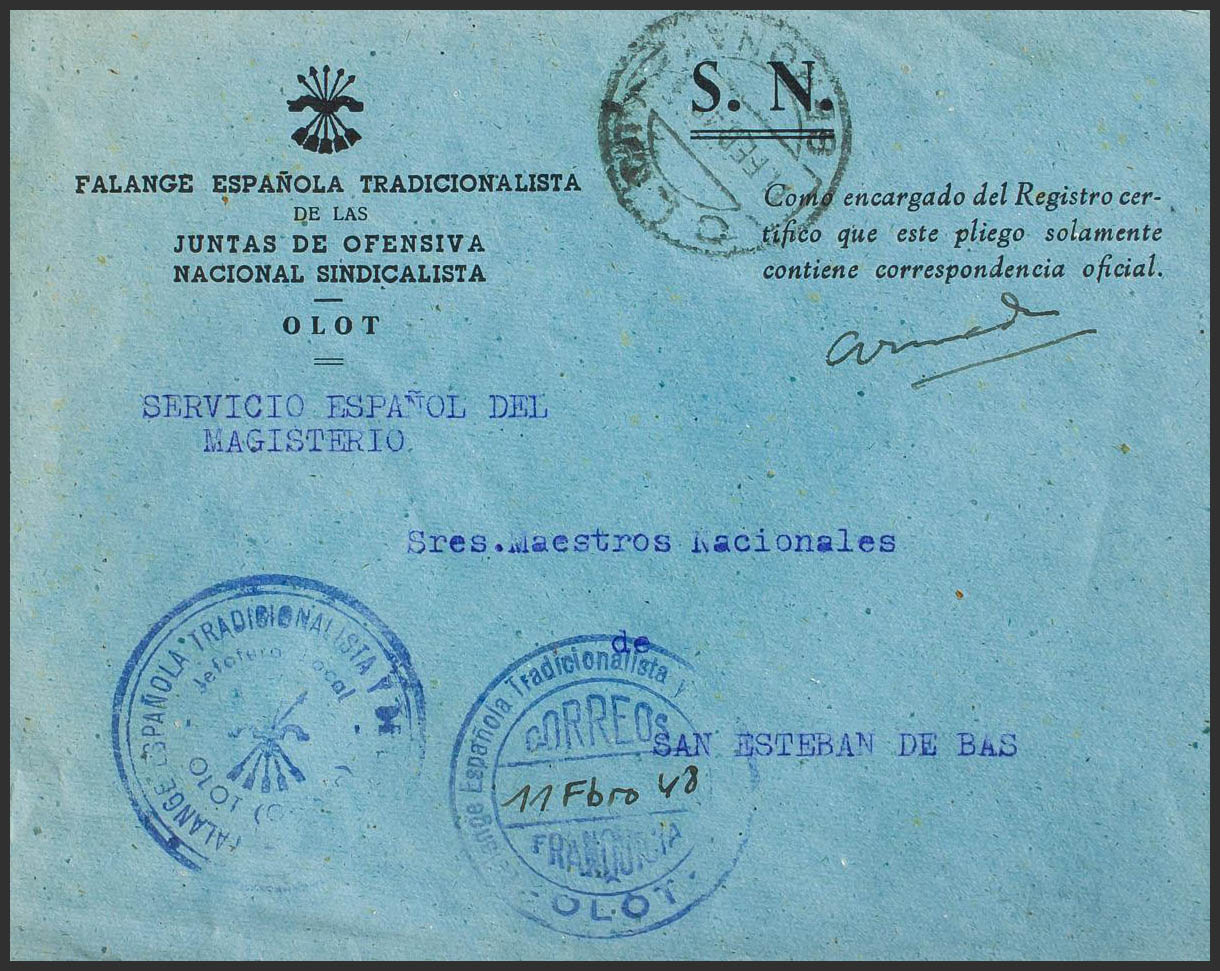 S. N.
FALANGE ESPAÑOLA TRADICIONALISTA
DE LAS
JUNTAS DE OFENSIVA
NACIONAL SINDICALISTA
OLOT
Como encargado del Registro cer-
tifico que este pliego solamente
contiene correspondencia oficial.
SERVICIO ESPAÑOL DEL
MAGISTERIO.
Sres.Maestros Nacionales
de
SAN ESTEBAN DE BAS
FALANGE ESPAÑOLA TRADICIONALISTA Y DE
Jefatura Local
OLOT
Falange Española Tradicionalista y
CORREOS
11 Fbro 48
FRANQUICIA
OLOT